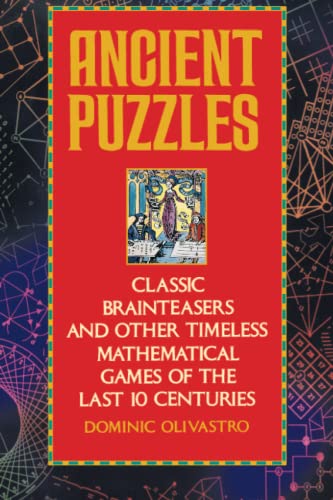 ANCIENT
PUZZLES
CLASSIC
BRAINTEASERS
AND OTHER TIMELESS
MATHEMATICAL
GAMES OF THE
LAST 10 CENTURIES
DOMINIC OLIVASTRO